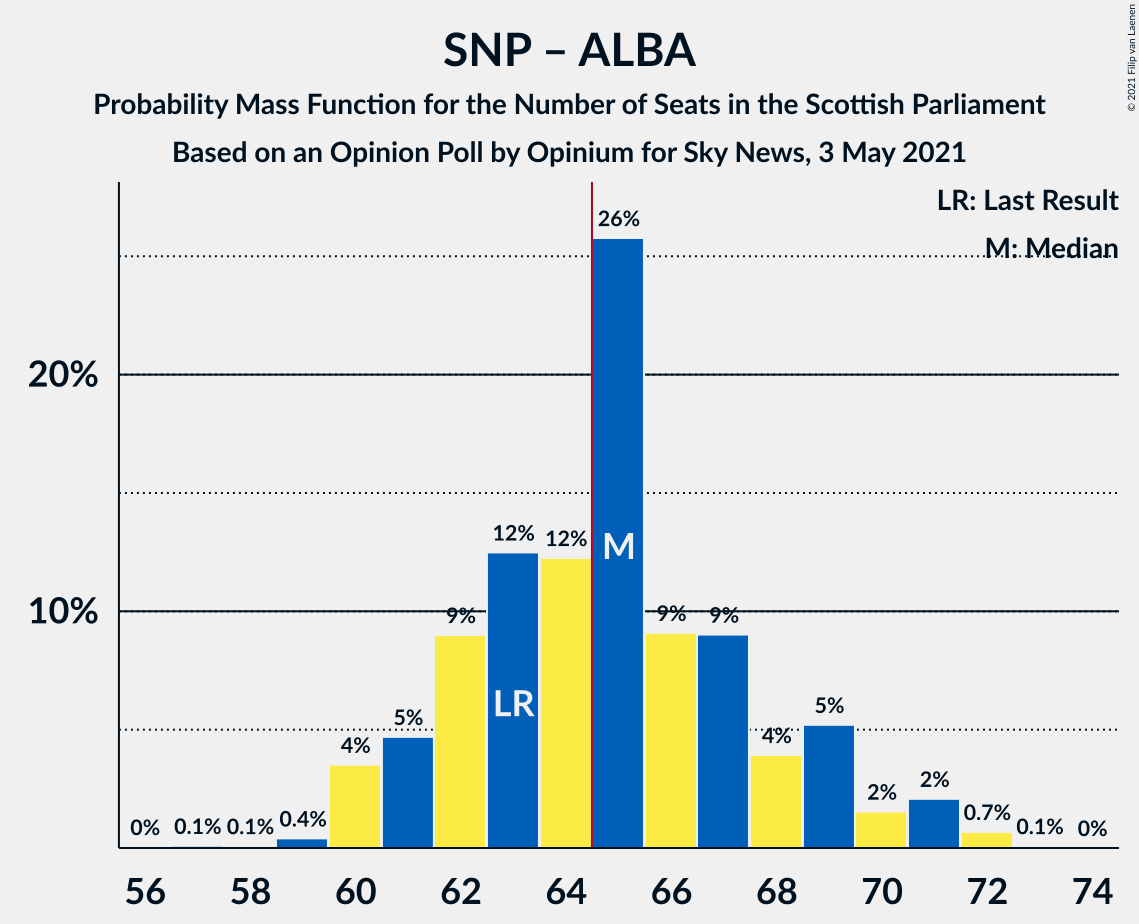 SNP – ALBA
Probability Mass Function for the Number of Seats in the Scottish Parliament
Based on an Opinion Poll by Opinium for Sky News, 3 May 2021
© 2021 Filip van Laenen
LR: Last Result
M: Median
20%
10%
0%
0.1%
0.1%
0.4%
4%
5%
9%
12%
12%
26%
9%
9%
4%
5%
2%
2%
0.7%
0.1%
0%
LR
M
56 58 60 62 64 66 68 70 72 74